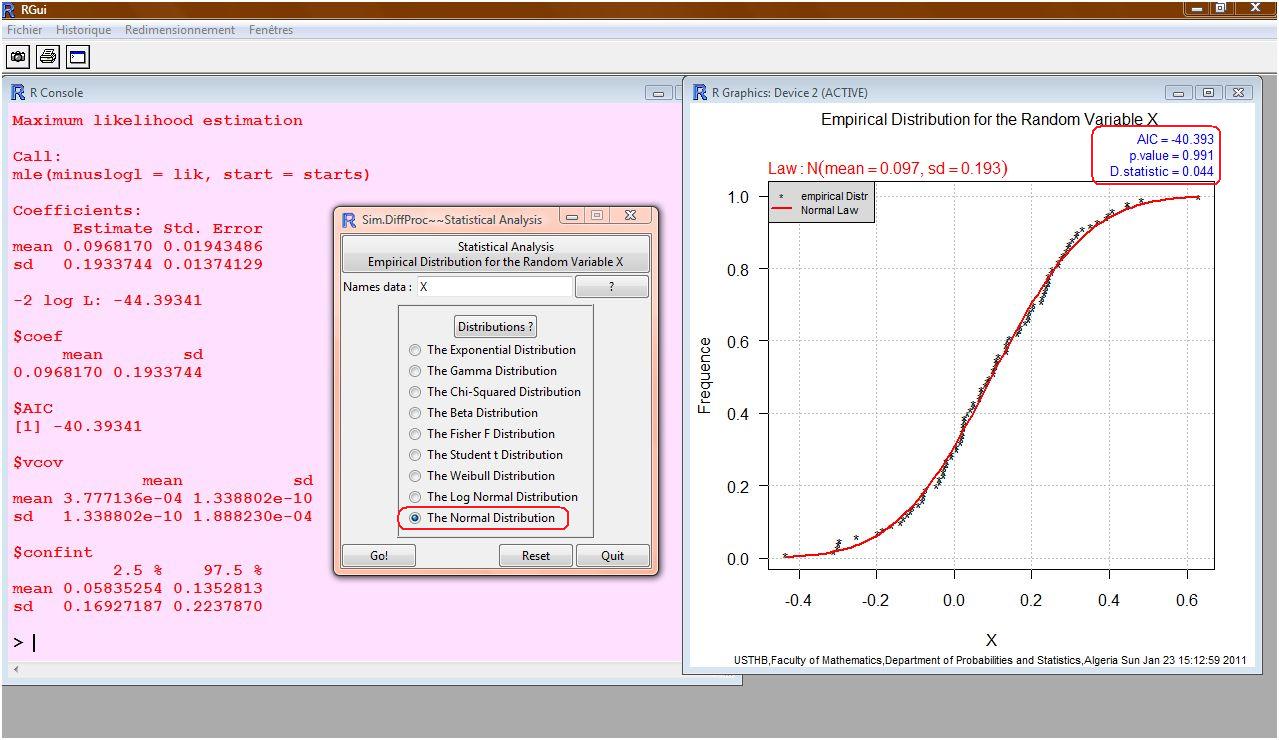 RGui
Fichier Historique Redimensionnement Fenêtres
R Console
Maximum likelihood estimation
Call:
mle(minuslogl = lik, start = starts)
Coefficients:
Estimate Std. Error
mean 0.0968170 0.01943486
sd 0.1933744 0.01374129
-2 log L: -44.39341
$coef
mean sd
0.0968170 0.1933744
$AIC
[1] -40.39341
$vcov
mean sd
mean 3.777136e-04 1.338802e-10
sd 1.338802e-10 1.888230e-04
$confint
2.5 % 97.5 %
mean 0.05835254 0.1352813
sd 0.16927187 0.2237870
>
Sim.DiffProc~~Statistical Analysis
Statistical Analysis
Empirical Distribution for the Random Variable X
Names data : X ?
Distributions ?
The Exponential Distribution
The Gamma Distribution
The Chi-Squared Distribution
The Beta Distribution
The Fisher F Distribution
The Student t Distribution
The Weibull Distribution
The Log Normal Distribution
The Normal Distribution
Go! Reset Quit
R Graphics: Device 2 (ACTIVE)
Empirical Distribution for the Random Variable X
AIC = -40.393
p.value = 0.991
D.statistic = 0.044
Law : N(mean = 0.097, sd = 0.193)
* empirical Distr
Normal Law
1.0
0.8
0.6
0.4
0.2
0.0
Frequence
-0.4 -0.2 0.0 0.2 0.4 0.6
X
USTHB,Faculty of Mathematics,Department of Probabilities and Statistics,Algeria Sun Jan 23 15:12:59 2011